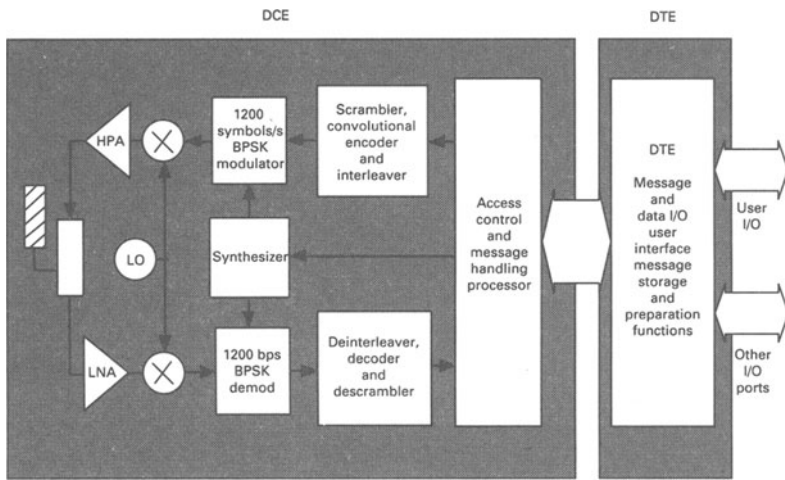 DCE
DTE
HPA
1200
symbols/s
BPSK
modulator
Scrambler,
convolutional
encoder
and
interleaver
LO
Synthesizer
Access
control
and
message
handling
processor
LNA
1200 bps
BPSK
demod
Deinterleaver,
decoder
and
descrambler
DTE
Message
and
data I/O
user
interface
message
storage
and
preparation
functions
User
I/O
Other
I/O
ports